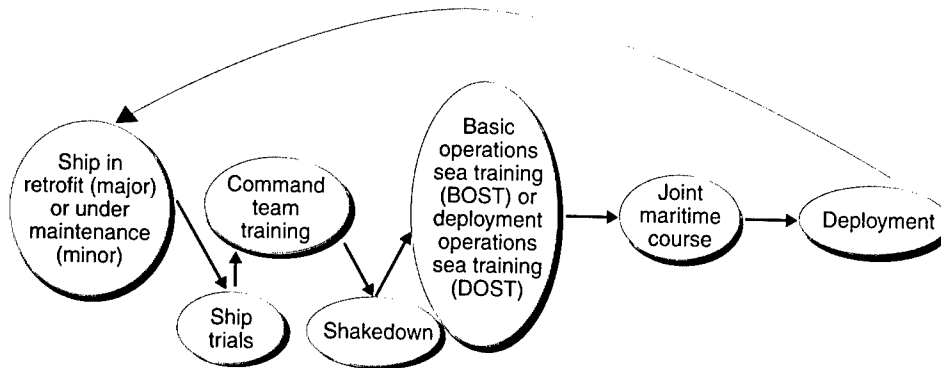 Ship in
retrofit (major)
or under
maintenance
(minor)
Ship
trials
Command
team
training
Shakedown
Basic
operations
sea training
(BOST) or
deployment
operations
sea training
(DOST)
Joint
maritime
course
Deployment